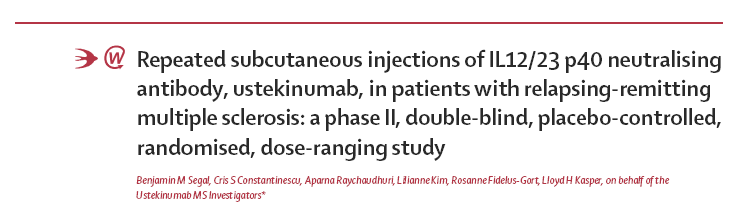 Repeated subcutaneous injections of IL12/23 p40 neutralising
antibody, ustekinumab, in patients with relapsing-remitting
multiple sclerosis: a phase II, double-blind, placebo-controlled,
randomised, dose-ranging study
Benjamin M Segal, Cris S Constantinescu, Aparna Raychaudhuri, Lilianne Kim, Rosanne Fidelus-Gort, Lloyd H Kasper, on behalf of the
Ustekinumab MS Investigators*